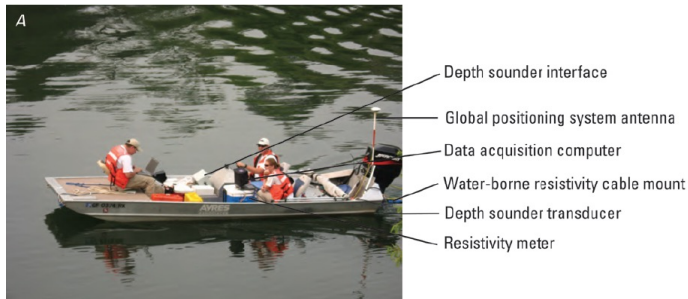 A
Depth sounder interface
Global positioning system antenna
Data acquisition computer
Water-borne resistivity cable mount
Depth sounder transducer
Resistivity meter
AYRES